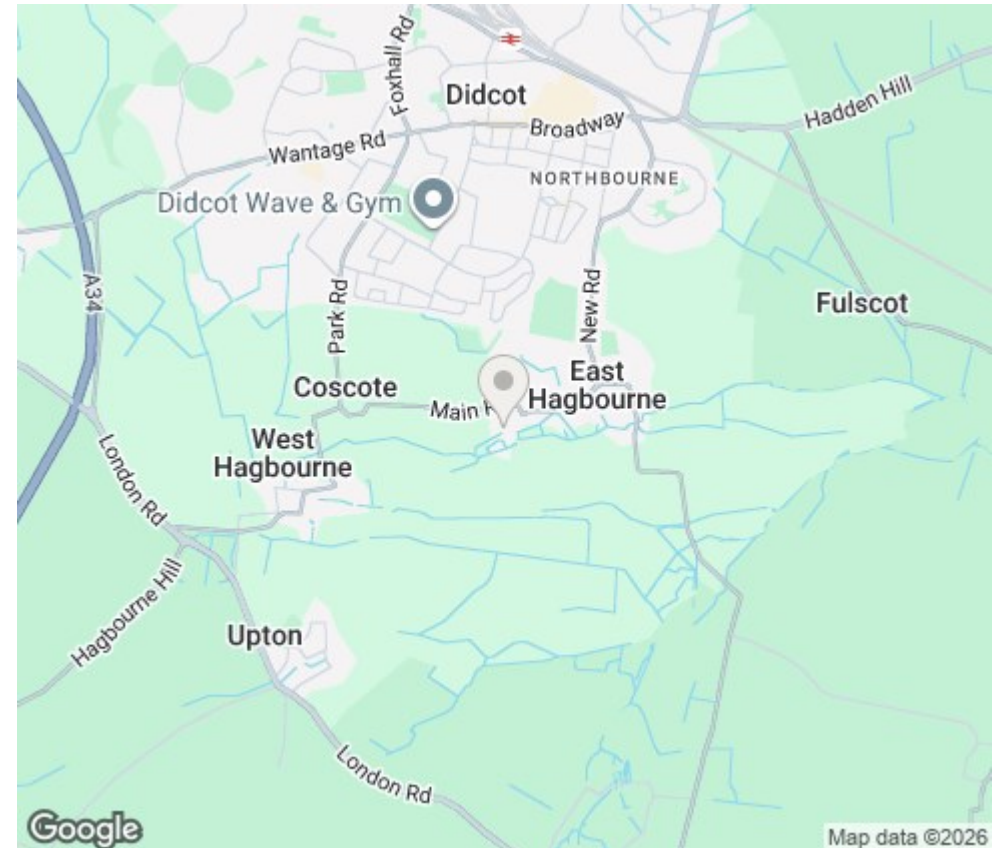 Foxhall Rd
Didcot
Hadden Hill
Broadway
Wantage Rd
NORTHBOURNE
Didcot Wave & Gym
A34
Park Rd
New Rd
Fulscot
Coscote
East
Hagbourne
Main
West
Hagbourne
London Rd
Hagbourne Hill
Upton
London Rd
Google
Map data ©2026